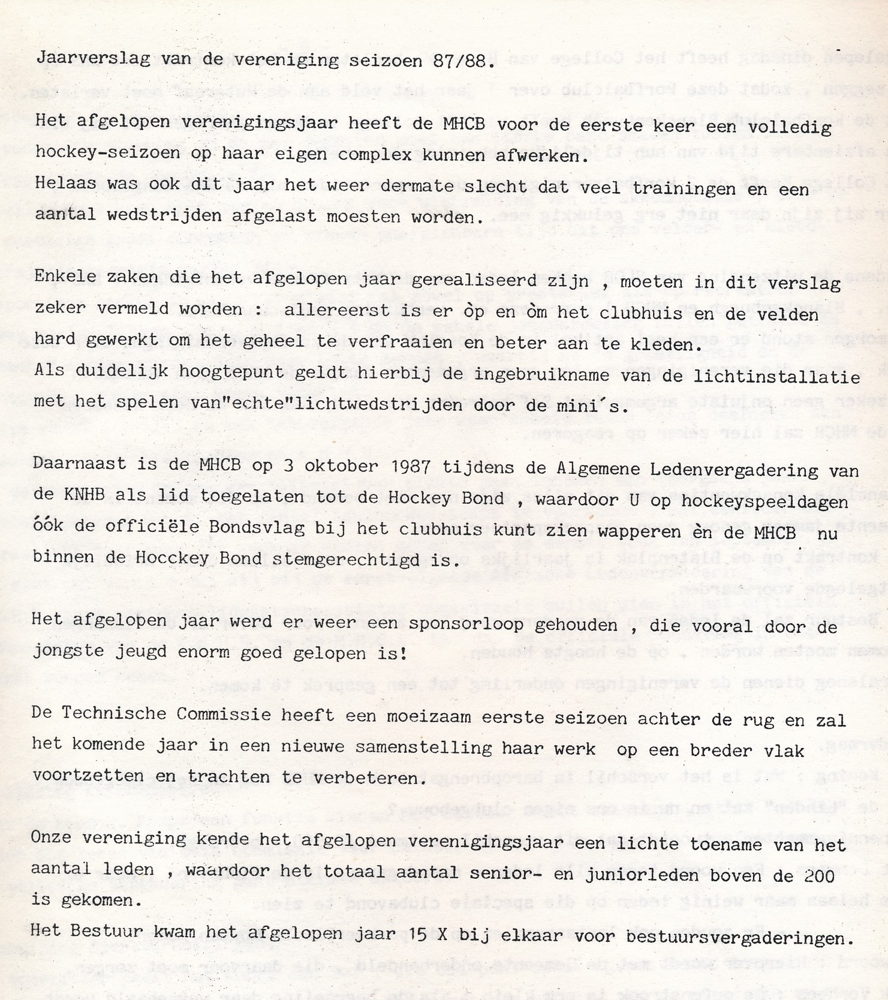 Jaarverslag van de vereniging seizoen 87/88.
Het afgelopen verenigingsjaar heeft de MHCB voor de eerste keer een volledig
hockey-seizoen op haar eigen complex kunnen afwerken.
Helaas was ook dit jaar het weer dermate slecht dat veel trainingen en een
aantal wedstrijden afgelast moesten worden.
Enkele zaken die het afgelopen jaar gerealiseerd zijn , moeten in dit verslag
zeker vermeld worden :  allereerst is er òp en òm het clubhuis en de velden
hard gewerkt om het geheel te verfraaien en beter aan te kleden.
Als duidelijk hoogtepunt geldt hierbij de ingebruikname van de lichtinstallatie
met het spelen van"echte"lichtwedstrijden door de mini´s.
Daarnaast is de MHCB op 3 oktober 1987 tijdens de Algemene Ledenvergadering van
de KNHB als lid toegelaten tot de Hockey Bond , waardoor U op hockeyspeeldagen
óók de officiële Bondsvlag bij het clubhuis kunt zien wapperen èn de MHCB  nu
binnen de Hocckey Bond stemgerechtigd is.
Het afgelopen jaar werd er weer een sponsorloop gehouden , die vooral door de
jongste jeugd enorm goed gelopen is!
De Technische Commissie heeft een moeizaam eerste seizoen achter de rug en zal
het komende jaar in een nieuwe samenstelling haar werk  op een breder vlak
voortzetten en trachten te verbeteren.
Onze vereniging kende het afgelopen verenigingsjaar een lichte toename van het
aantal leden , waardoor het totaal aantal senior- en juniorleden boven de 200
is gekomen.
Het Bestuur kwam het afgelopen jaar 15 X bij elkaar voor bestuursvergaderingen.